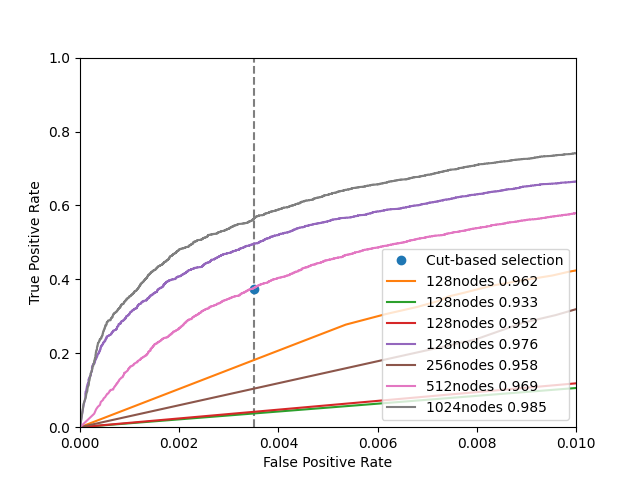 1.0
0.8
0.6
0.4
0.2
0.0
True Positive Rate
Cut-based selection
128nodes 0.962
128nodes 0.933
128nodes 0.952
128nodes 0.976
256nodes 0.958
512nodes 0.969
1024nodes 0.985
0.000 0.002 0.004 0.006 0.008 0.010
False Positive Rate